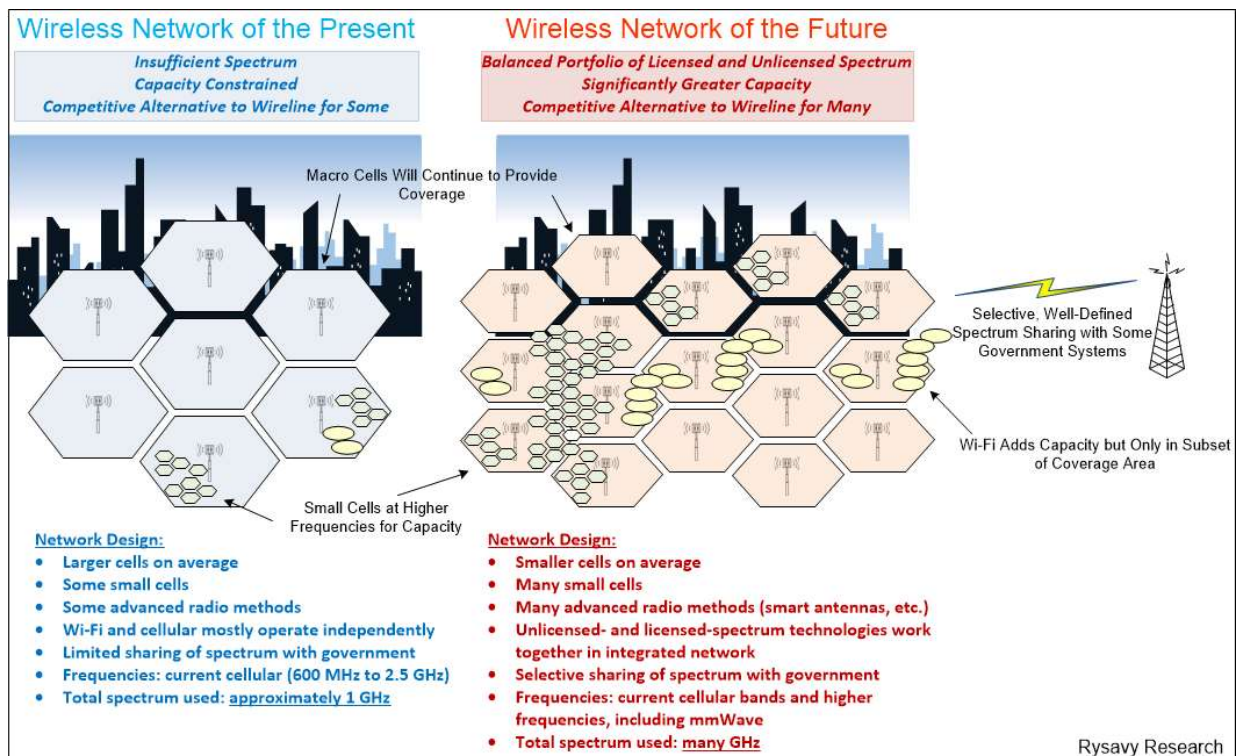 Wireless Network of the Present
Insufficient Spectrum
Capacity Constrained
Competitive Alternative to Wireline for Some
Wireless Network of the Future
Balanced Portfolio of Licensed and Unlicensed Spectrum
Significantly Greater Capacity
Competitive Alternative to Wireline for Many
Macro Cells Will Continue to Provide
Coverage
Selective, Well-Defined
Spectrum Sharing with Some
Government Systems
Wi-Fi Adds Capacity but Only in Subset
of Coverage Area
Small Cells at Higher
Frequencies for Capacity
Network Design:
• Larger cells on average
• Some small cells
• Some advanced radio methods
• Wi-Fi and cellular mostly operate independently
• Limited sharing of spectrum with government
• Frequencies: current cellular (600 MHz to 2.5 GHz)
• Total spectrum used: approximately 1 GHz
Network Design:
• Smaller cells on average
• Many small cells
• Many advanced radio methods (smart antennas, etc.)
• Unlicensed- and licensed-spectrum technologies work
together in integrated network
• Selective sharing of spectrum with government
• Frequencies: current cellular bands and higher
frequencies, including mmWave
• Total spectrum used: many GHz
Rysavy Research